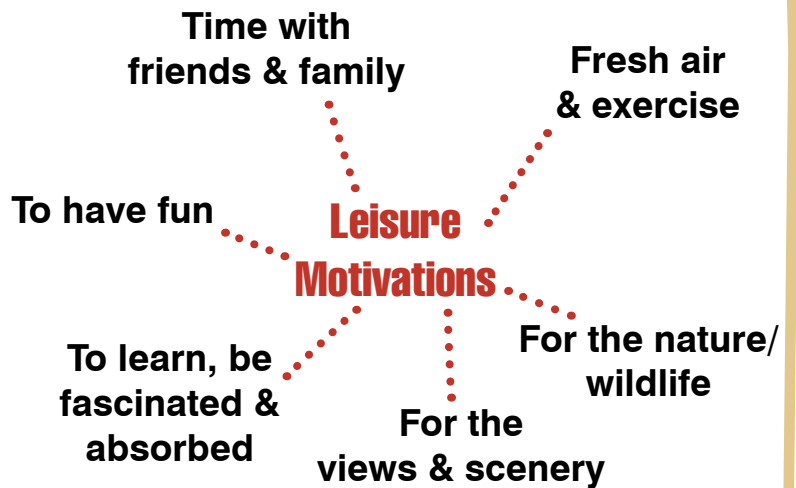 Time with
friends & family
Fresh air
& exercise
To have fun
Leisure
Motivations
For the nature/
wildlife
To learn, be
fascinated &
absorbed
For the
views & scenery